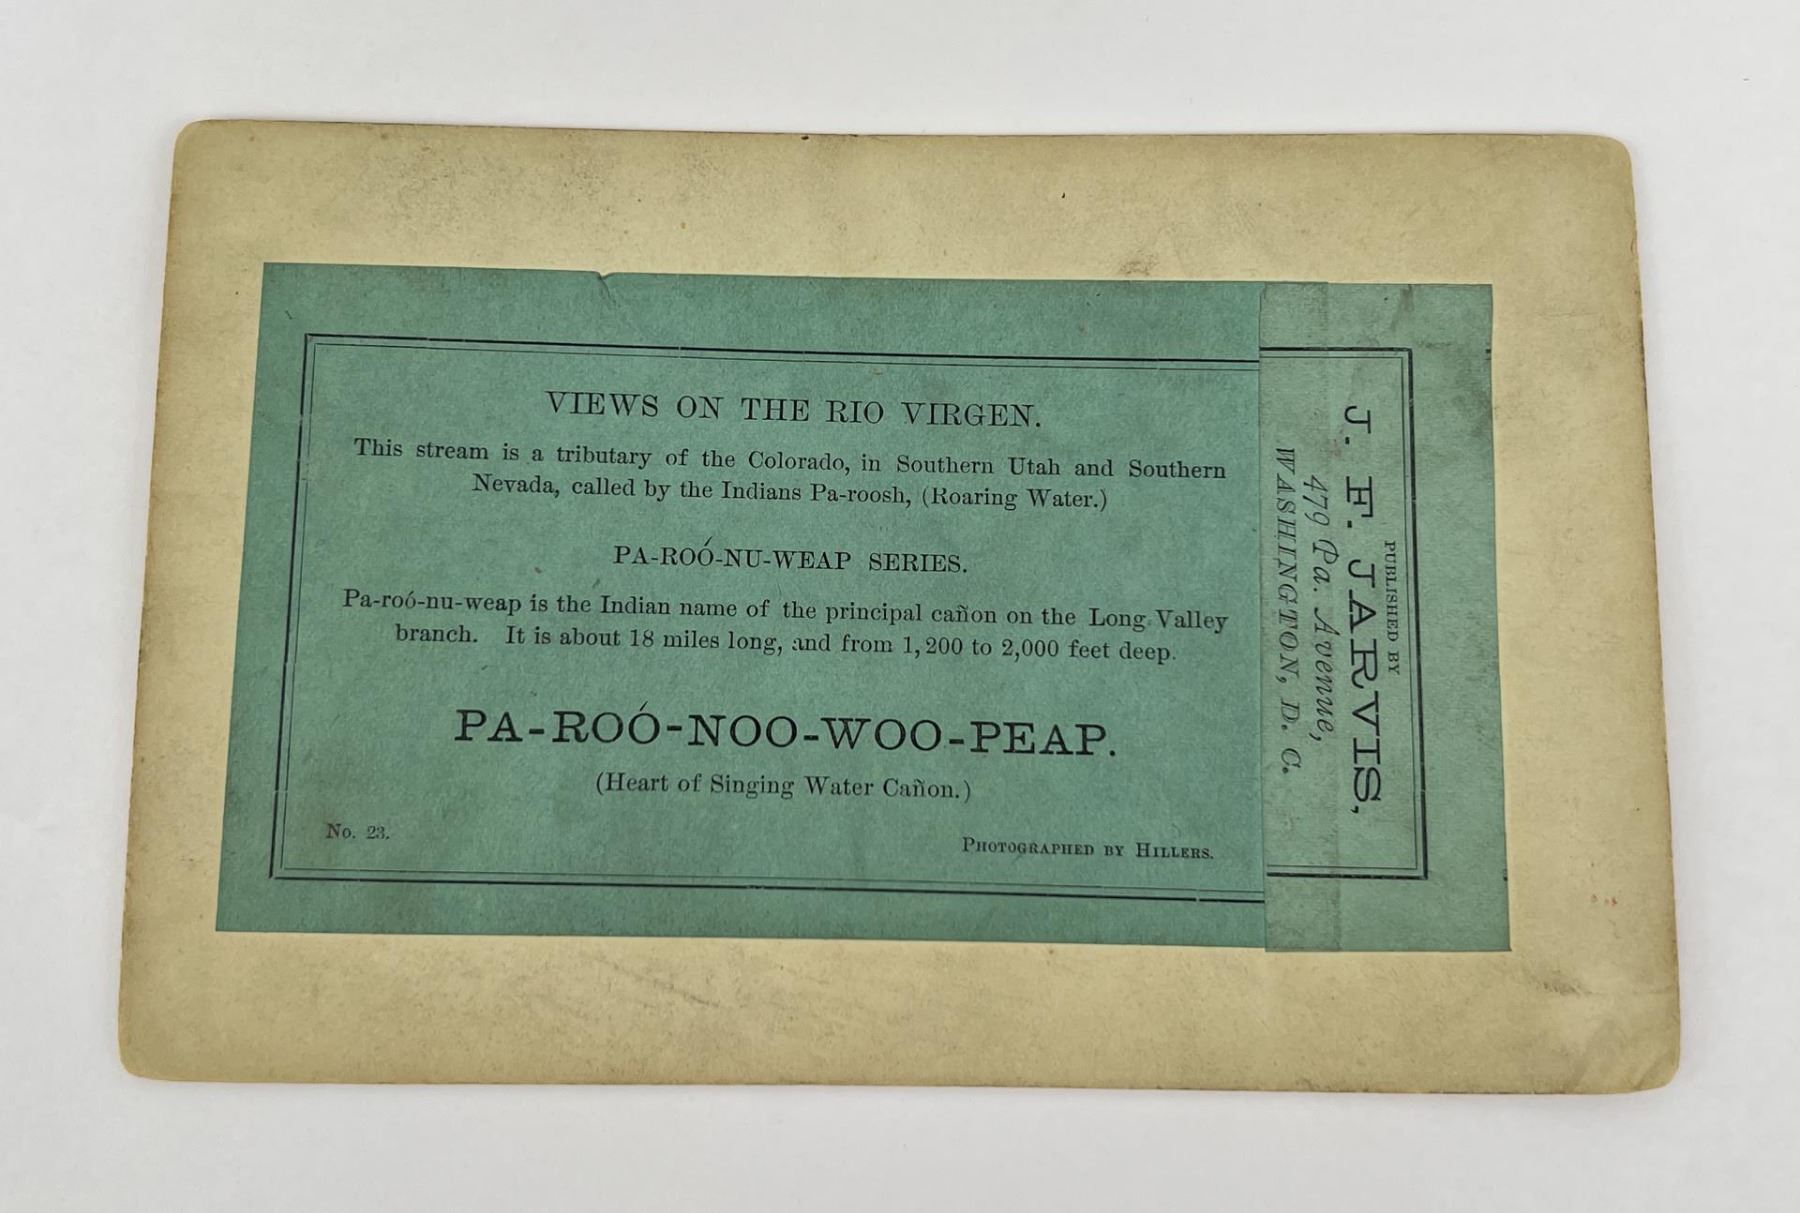 VIEWS ON THE RIO VIRGEN.
This stream is a tributary of the Colorado, in Southern Utah and Southern
Nevada, called by the Indians Pa-roosh, (Roaring Water.)
PA-ROÓ-NU-WEAP SERIES.
Pa-roó-nu-weap is the Indian name of the principal cañon on the Long Valley
branch. It is about 18 miles long, and from 1,200 to 2,000 feet deep.
PA-ROÓ-NOO-WOO-PEAP.
(Heart of Singing Water Cañon.)
No. 23.
PHOTOGRAPHED BY HILLERS.
PUBLISHED BY
J. F. JARVIS,
479 Pa. Avenue,
WASHINGTON, D. C.